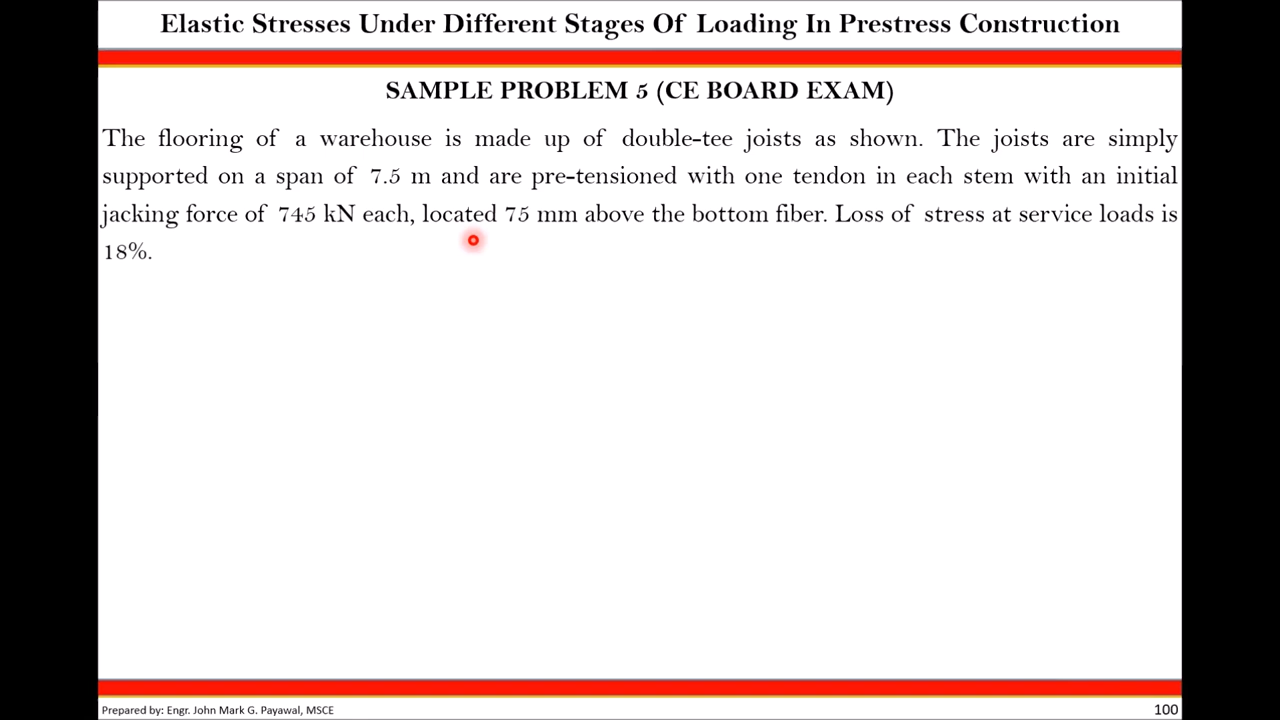 Elastic Stresses Under Different Stages Of Loading In Prestress Construction
SAMPLE PROBLEM 5 (CE BOARD EXAM)
The flooring of a warehouse is made up of double-tee joists as shown. The joists are simply
supported on a span of 7.5 m and are pre-tensioned with one tendon in each stem with an initial
jacking force of 745 kN each, located 75 mm above the bottom fiber. Loss of stress at service loads is
18%.
Prepared by: Engr. John Mark G. Payawal, MSCE
100